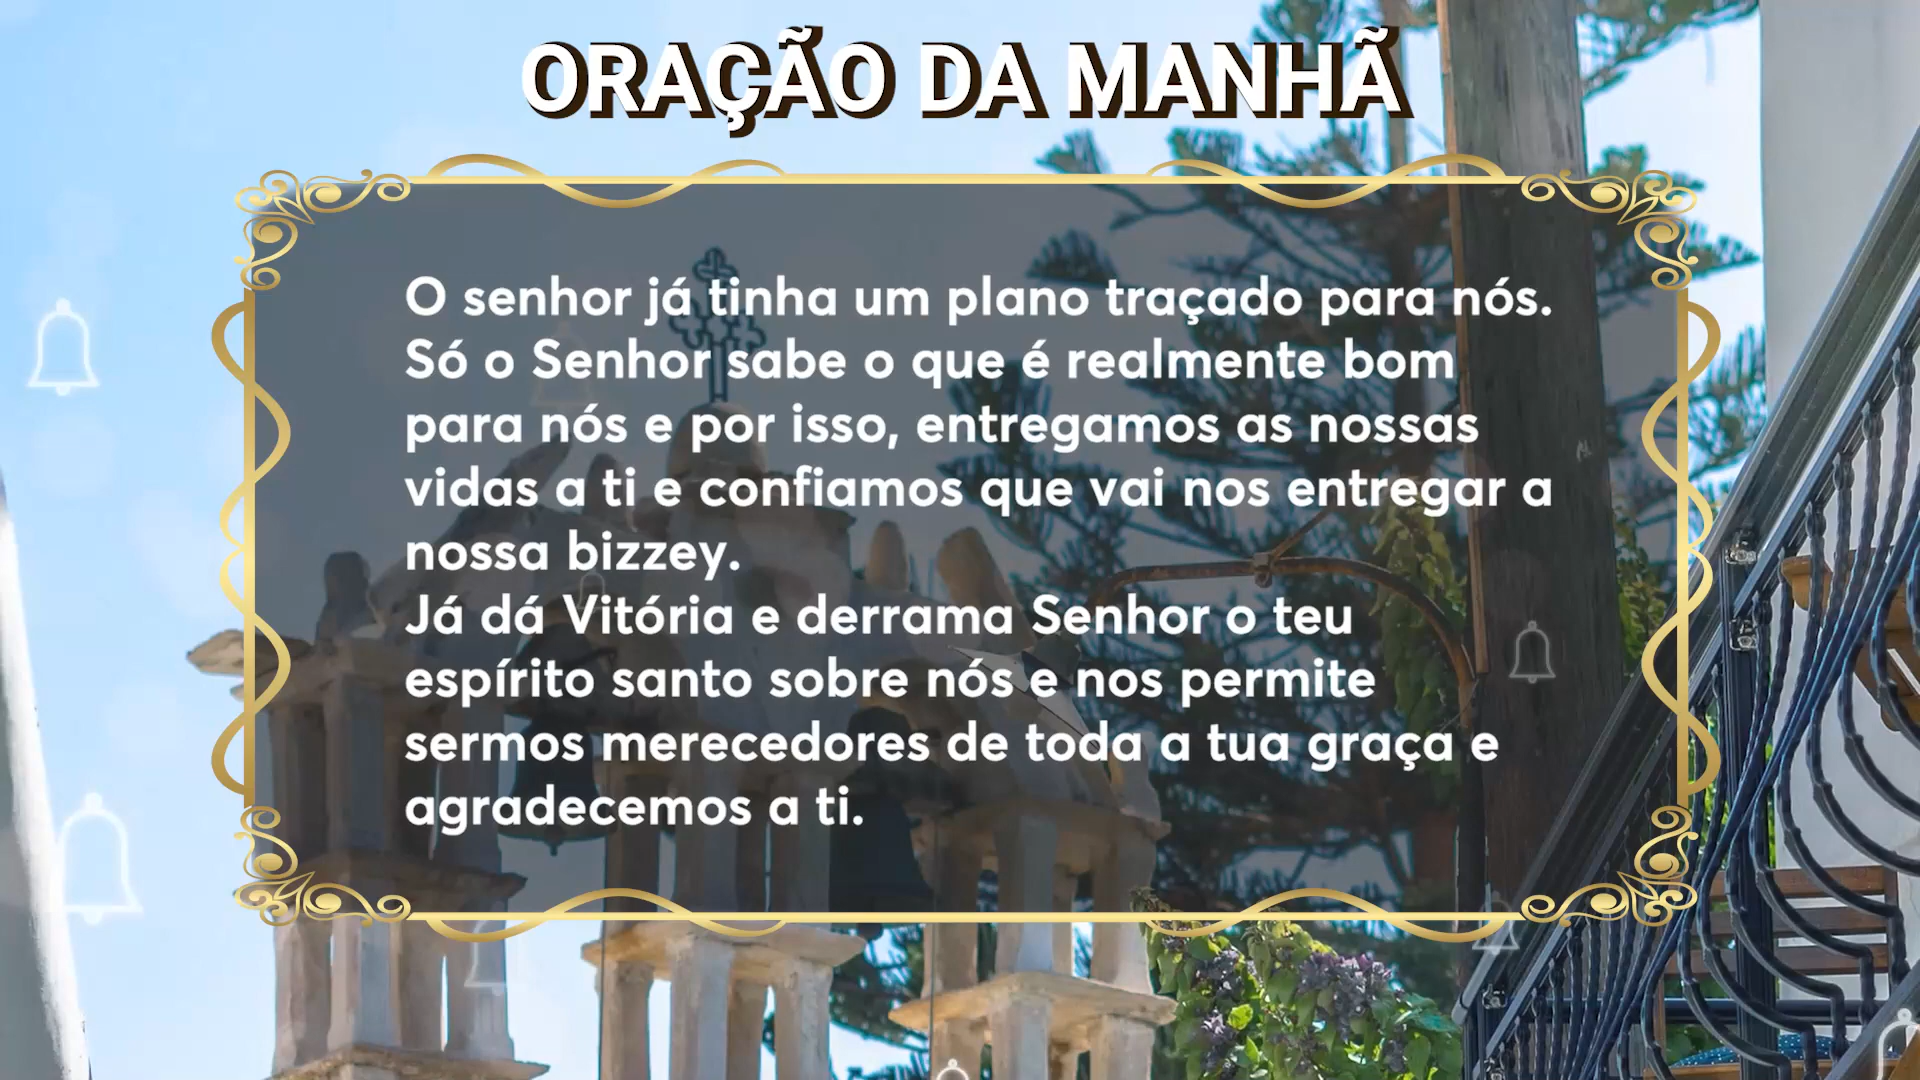 ORAÇÃO DA MANHÃ
O senhor já tinha um plano traçado para nós.
Só o Senhor sabe o que é realmente bom
para nós e por isso, entregamos as nossas
vidas a ti e confiamos que vai nos entregar a
nossa bizzey.
Já dá Vitória e derrama Senhor o teu
espírito santo sobre nós e nos permite
sermos merecedores de toda a tua graça e
agradecemos a ti.